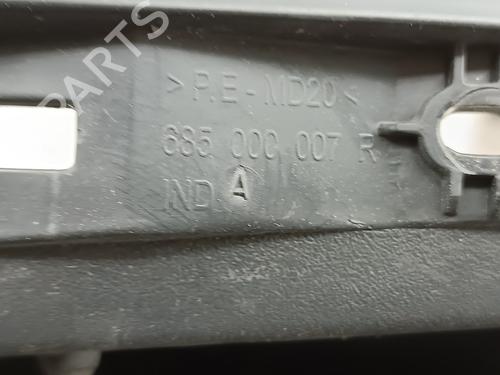 PARTS
>P.E-MD20<
685 000 007 R
IND A